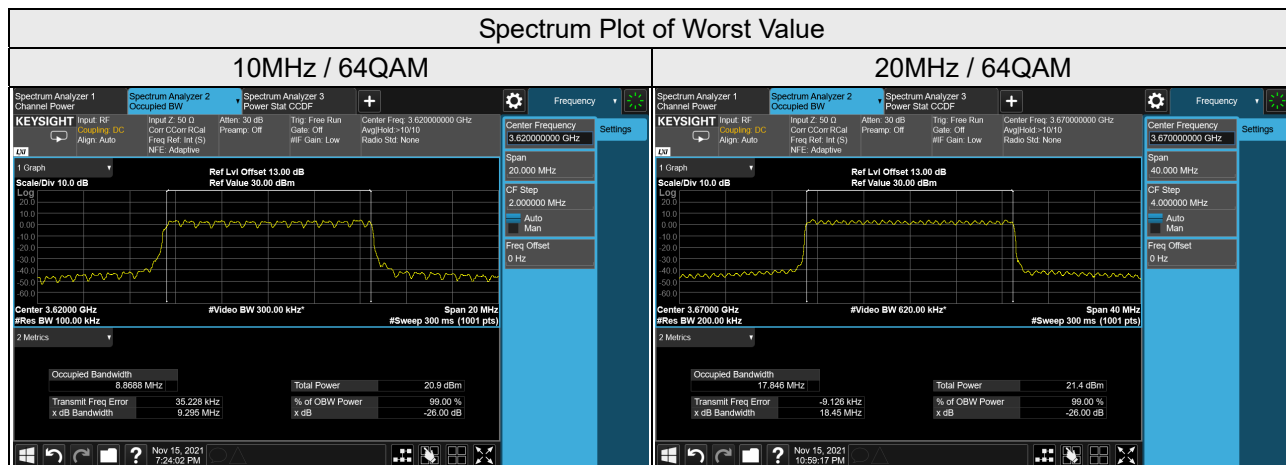 Spectrum Plot of Worst Value
10MHz / 64QAM
20MHz / 64QAM
Spectrum Analyzer 1
Channel Power
Spectrum Analyzer 2
Occupied BW
Spectrum Analyzer 3
Power Stat CCDF
+
Frequency
KEYSIGHT
LXI
Input: RF
Coupling: DC
Align: Auto
Input Z: 50 Ω
Corr CCorr RCal
Freq Ref: Int (S)
NFE: Adaptive
Atten: 30 dB
Preamp: Off
Trig: Free Run
Gate: Off
#IF Gain: Low
Center Freq: 3.620000000 GHz
Avg|Hold:>10/10
Radio Std: None
Center Frequency
3.620000000 GHz
Settings
Span
20.000 MHz
CF Step
2.000000 MHz
Auto
Man
Freq Offset
0 Hz
1 Graph
Scale/Div 10.0 dB
Ref Lvl Offset 13.00 dB
Ref Value 30.00 dBm
Log
20.0
10.0
0.00
-10.0
-20.0
-30.0
-40.0
-50.0
-60.0
Center 3.62000 GHz
#Res BW 100.00 kHz
#Video BW 300.00 kHz*
Span 20 MHz
#Sweep 300 ms (1001 pts)
2 Metrics
Occupied Bandwidth
8.8688 MHz
Total Power 20.9 dBm
Transmit Freq Error 35.228 kHz
% of OBW Power 99.00 %
x dB Bandwidth 9.295 MHz
x dB -26.00 dB
?
Nov 15, 2021
7:24:02 PM
Spectrum Analyzer 1
Channel Power
Spectrum Analyzer 2
Occupied BW
Spectrum Analyzer 3
Power Stat CCDF
+
Frequency
KEYSIGHT
LXI
Input: RF
Coupling: DC
Align: Auto
Input Z: 50 Ω
Corr CCorr RCal
Freq Ref: Int (S)
NFE: Adaptive
Atten: 30 dB
Preamp: Off
Trig: Free Run
Gate: Off
#IF Gain: Low
Center Freq: 3.670000000 GHz
Avg|Hold:>10/10
Radio Std: None
Center Frequency
3.670000000 GHz
Settings
Span
40.000 MHz
CF Step
4.000000 MHz
Auto
Man
Freq Offset
0 Hz
1 Graph
Scale/Div 10.0 dB
Ref Lvl Offset 13.00 dB
Ref Value 30.00 dBm
Log
20.0
10.0
0.00
-10.0
-20.0
-30.0
-40.0
-50.0
-60.0
Center 3.67000 GHz
#Res BW 200.00 kHz
#Video BW 620.00 kHz*
Span 40 MHz
#Sweep 300 ms (1001 pts)
2 Metrics
Occupied Bandwidth
17.846 MHz
Total Power 21.4 dBm
Transmit Freq Error -9.126 kHz
% of OBW Power 99.00 %
x dB Bandwidth 18.45 MHz
x dB -26.00 dB
?
Nov 15, 2021
10:59:17 PM